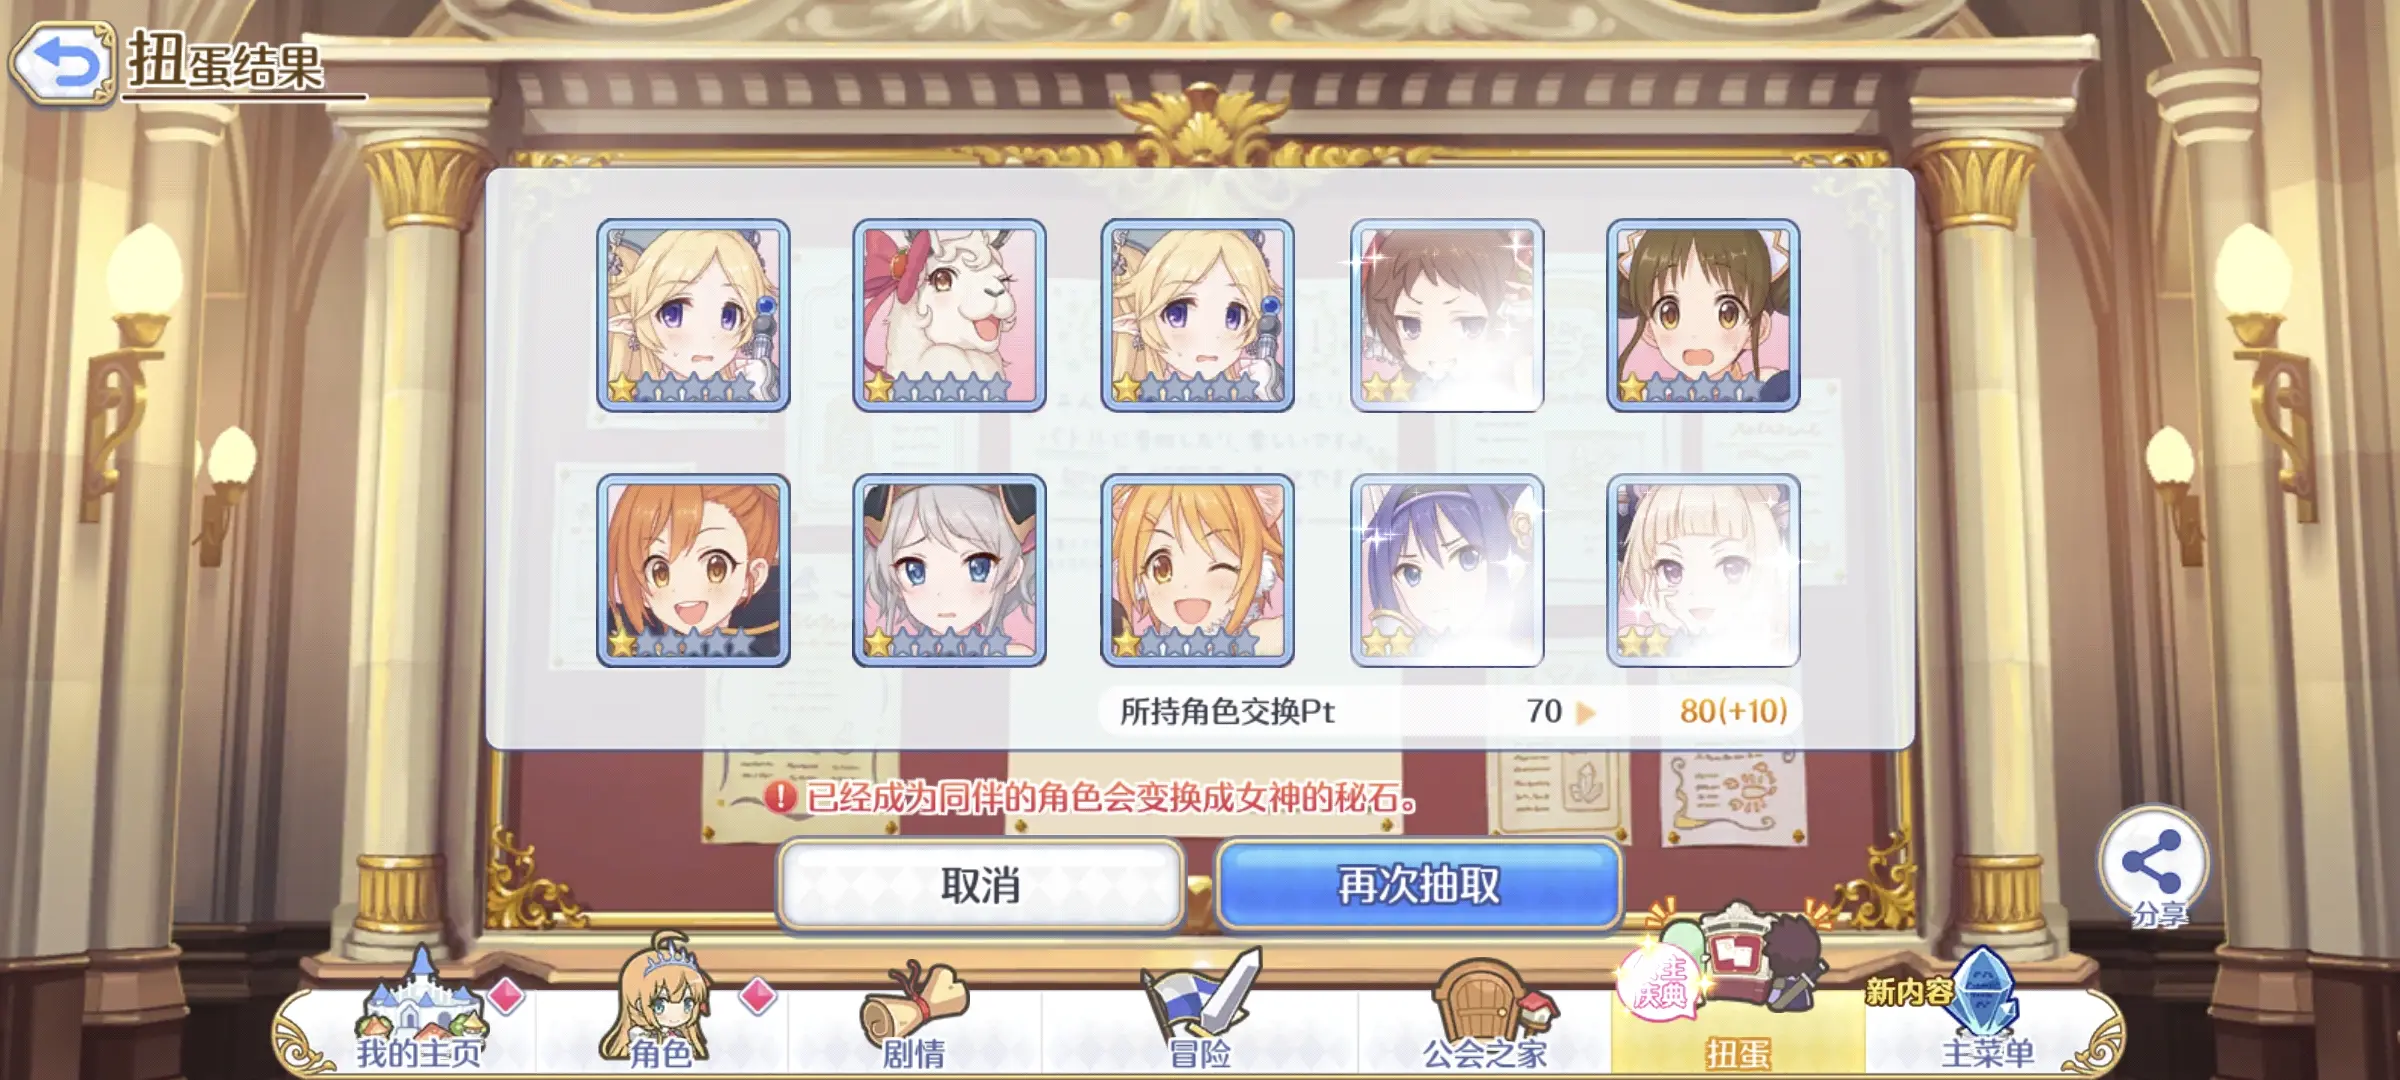 扭蛋结果
所持角色交换Pt 70 80(+10)
已经成为同伴的角色会变换成女神的秘石。
取消
再次抽取
分享
庆典
新内容
我的主页
角色
剧情
冒险
公会之家
扭蛋
主菜单